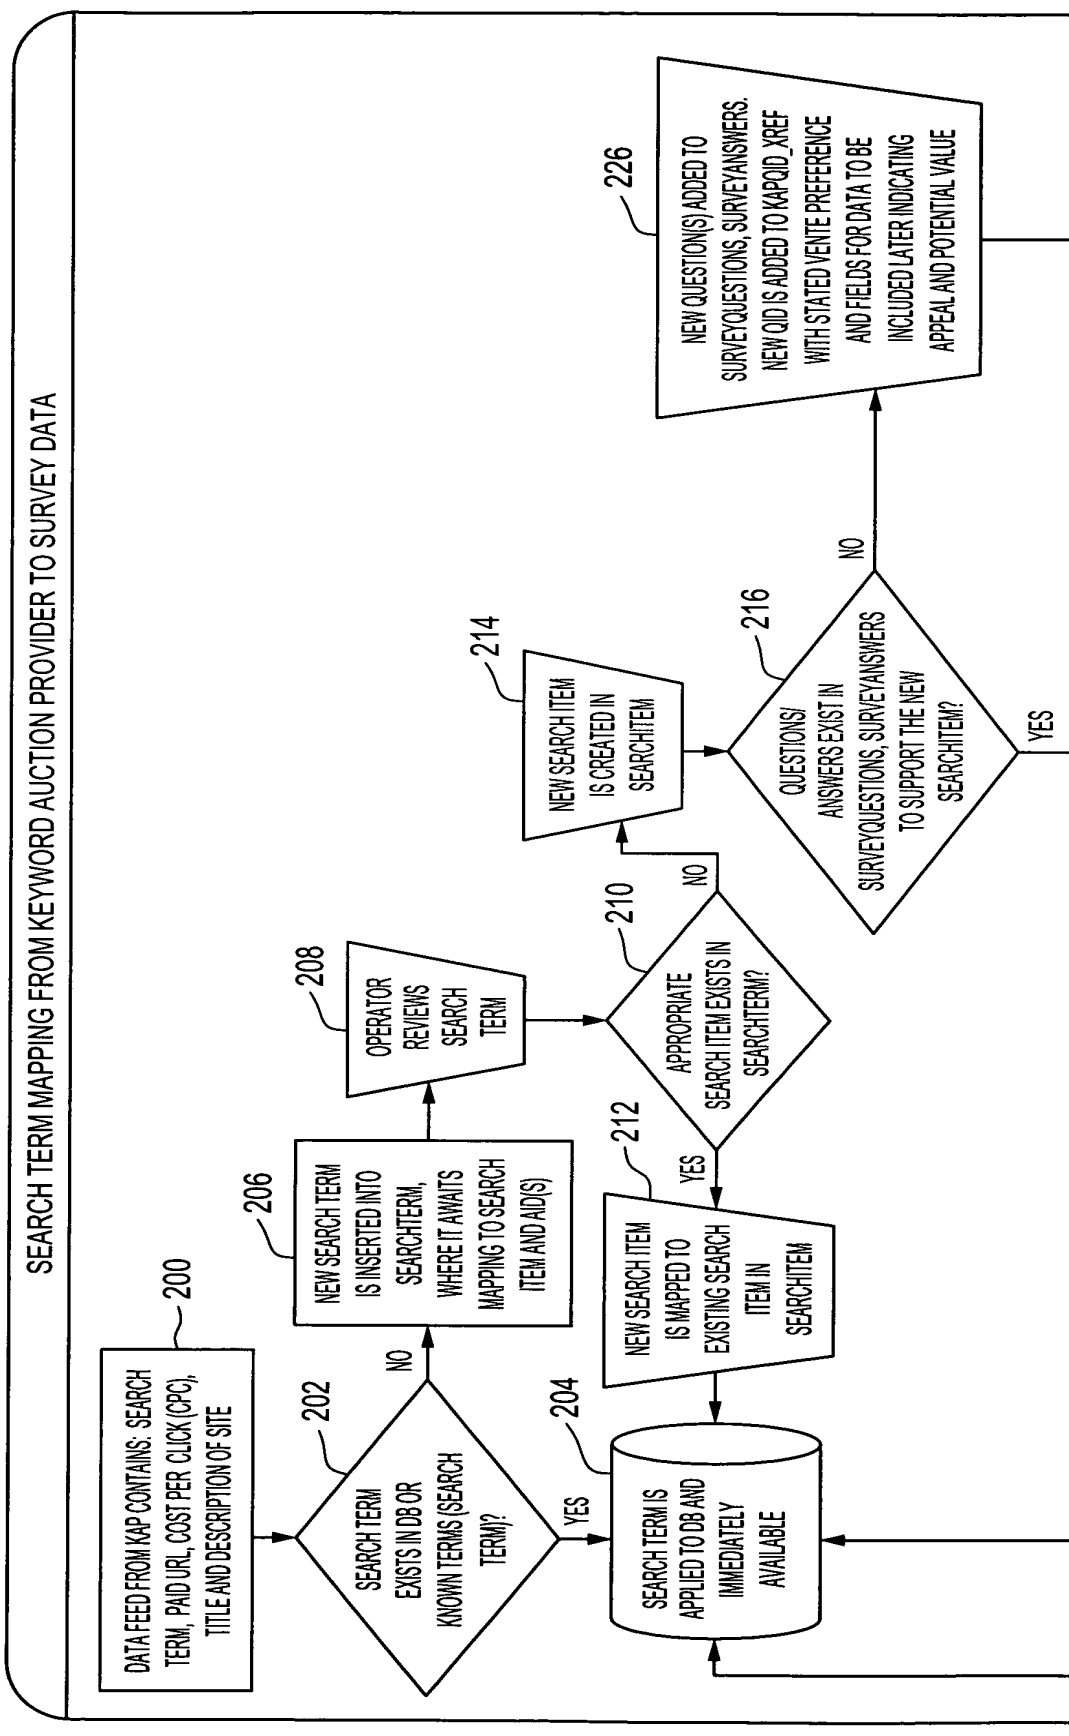 SEARCH TERM MAPPING FROM KEYWORD AUCTION PROVIDER TO SURVEY DATA
200
DATA FEED FROM KAP CONTAINS: SEARCH
TERM, PAID URL, COST PER CLICK (CPC),
TITLE AND DESCRIPTION OF SITE
202
SEARCH TERM
EXISTS IN DB OR
KNOWN TERMS (SEARCH
TERM)?
NO
YES
204
SEARCH TERM IS
APPLIED TO DB AND
IMMEDIATELY
AVAILABLE
206
NEW SEARCH TERM
IS INSERTED INTO
SEARCHTERM,
WHERE IT AWAITS
MAPPING TO SEARCH
ITEM AND AID(S)
208
OPERATOR
REVIEWS
SEARCH
TERM
210
APPROPRIATE
SEARCH ITEM EXISTS IN
SEARCHTERM?
YES
NO
212
NEW SEARCH ITEM
IS MAPPED TO
EXISTING SEARCH
ITEM IN
SEARCHITEM
214
NEW SEARCH ITEM
IS CREATED IN
SEARCHITEM
216
QUESTIONS/
ANSWERS EXIST IN
SURVEYQUESTIONS, SURVEYANSWERS
TO SUPPORT THE NEW
SEARCHITEM?
NO
YES
226
NEW QUESTION(S) ADDED TO
SURVEYQUESTIONS, SURVEYANSWERS.
NEW QID IS ADDED TO KAPQID_XREF
WITH STATED VENTE PREFERENCE
AND FIELDS FOR DATA TO BE
INCLUDED LATER INDICATING
APPEAL AND POTENTIAL VALUE